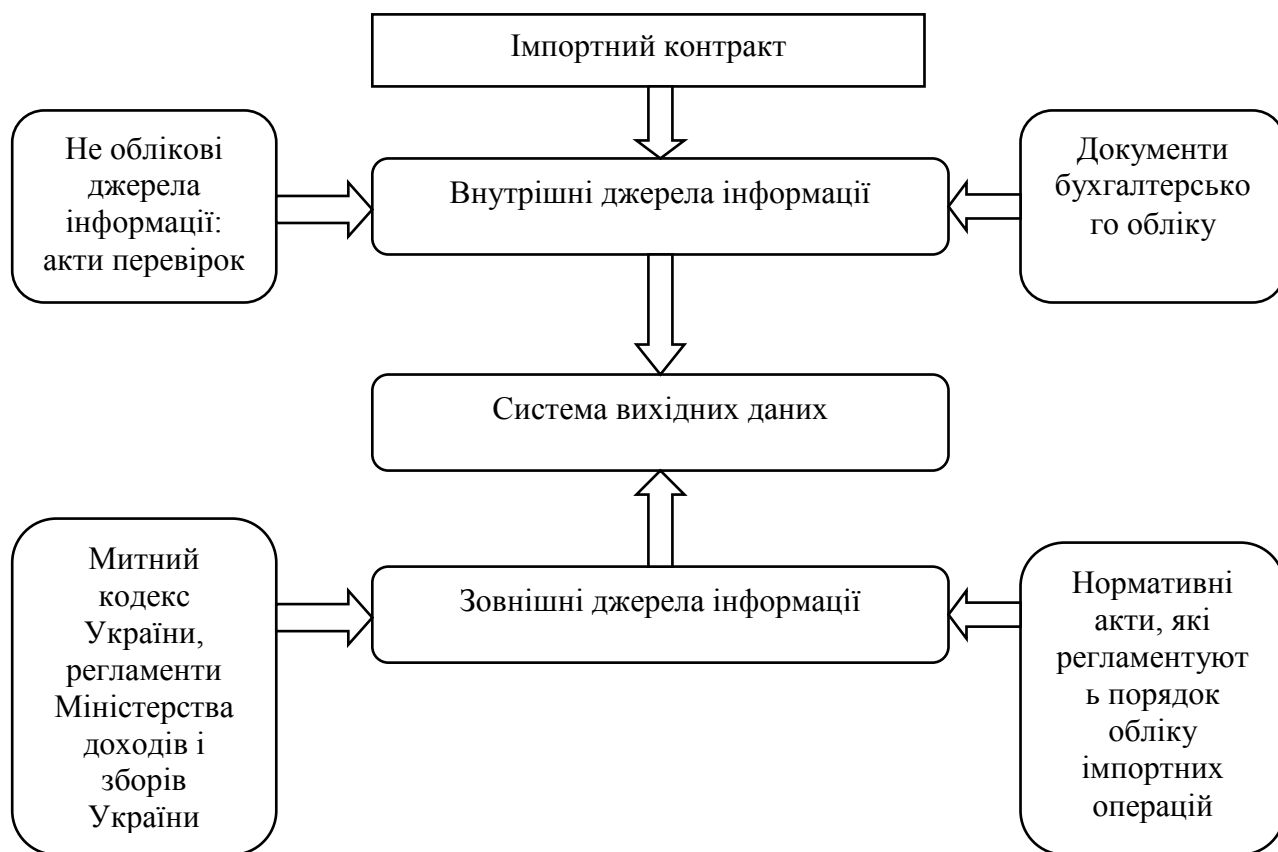 Імпортний контракт
Не облікові
джерела
інформації:
акти перевірок
Внутрішні джерела інформації
Документи
бухгалтерсько
го обліку
Система вихідних даних
Митний
кодекс
України,
регламенти
Міністерства
доходів і
зборів
України
Зовнішні джерела інформації
Нормативні
акти, які
регламентуют
ь порядок
обліку
імпортних
операцій